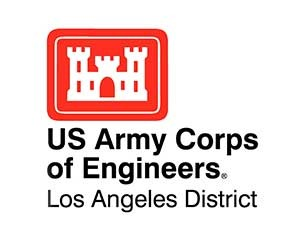 US Army Corps
of Engineers®
Los Angeles District